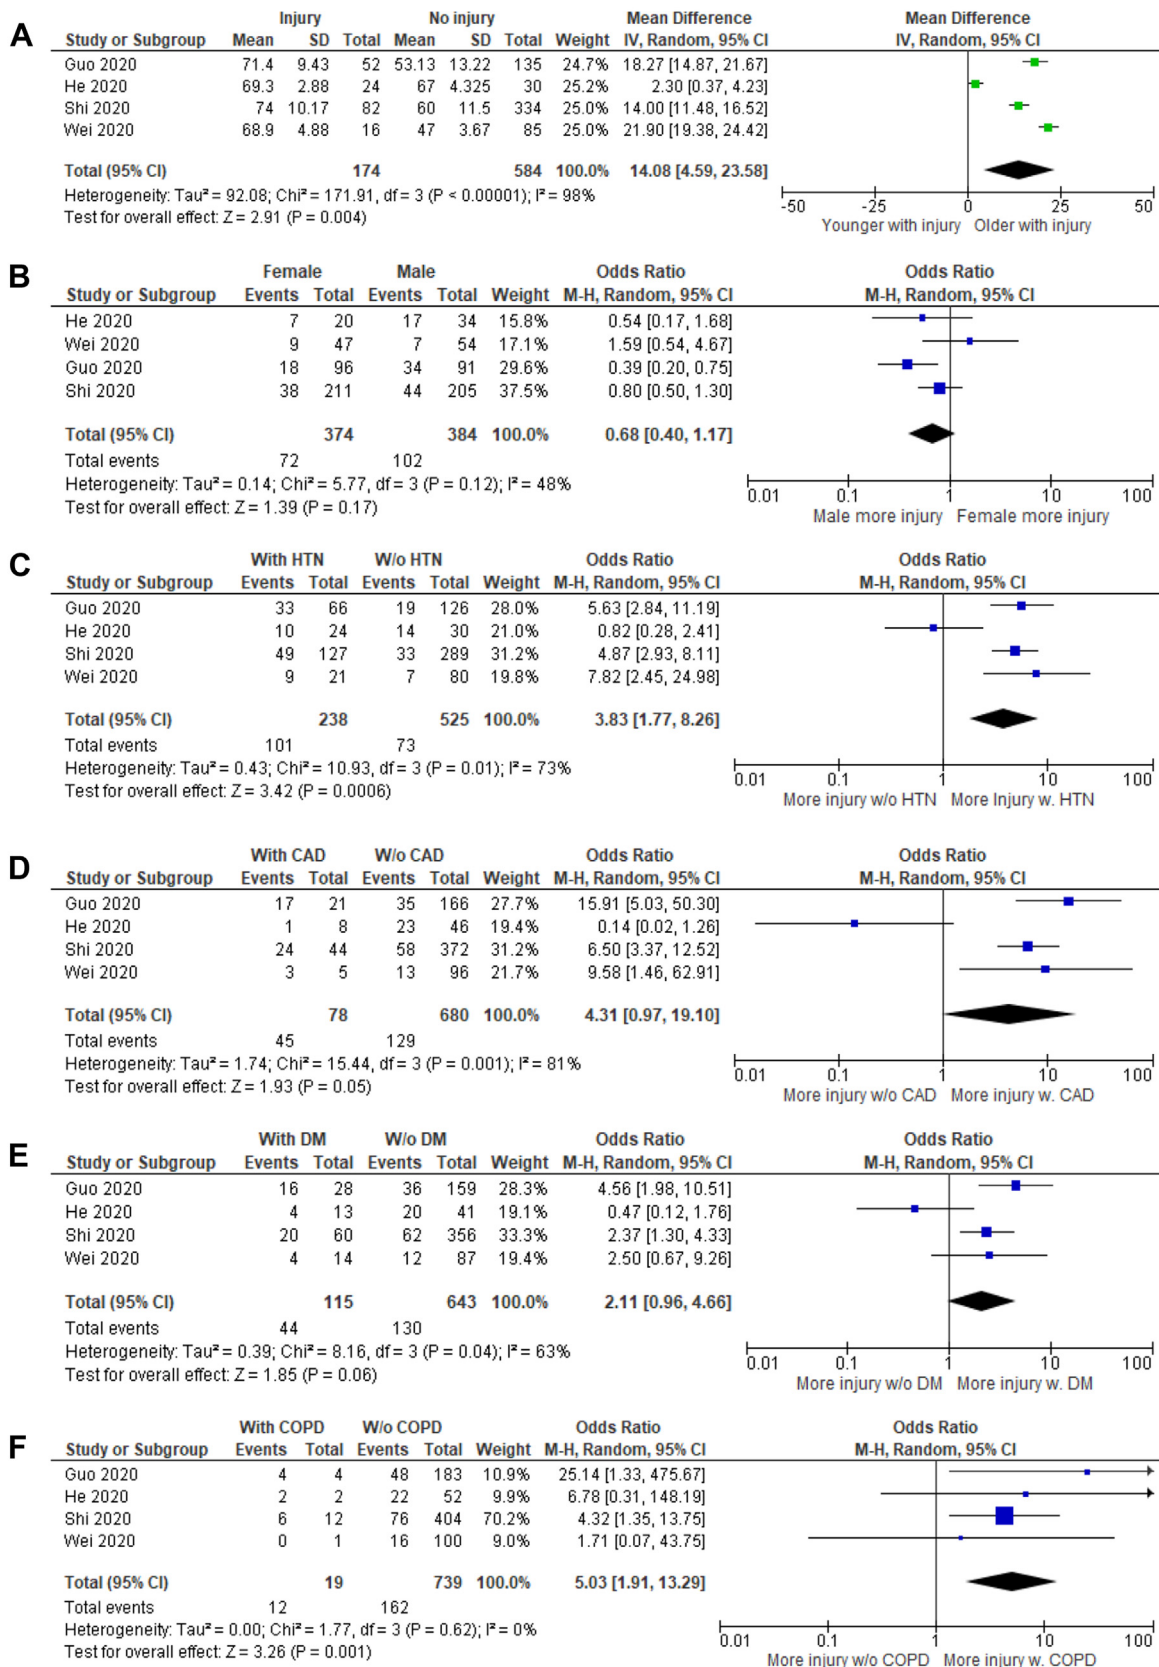 A
Injury No injury Mean Difference Mean Difference
Study or Subgroup Mean SD Total Mean SD Total Weight IV, Random, 95% CI IV, Random, 95% CI
Guo 2020 71.4 9.43 52 53.13 13.22 135 24.7% 18.27 [14.87, 21.67]
He 2020 69.3 2.88 24 67 4.325 30 25.2% 2.30 [0.37, 4.23]
Shi 2020 74 10.17 82 60 11.5 334 25.0% 14.00 [11.48, 16.52]
Wei 2020 68.9 4.88 16 47 3.67 85 25.0% 21.90 [19.38, 24.42]
Total (95% CI) 174 584 100.0% 14.08 [4.59, 23.58]
Heterogeneity: Tau² = 92.08; Chi² = 171.91, df = 3 (P < 0.00001); I² = 98%
Test for overall effect: Z = 2.91 (P = 0.004)
-50 -25 0 25 50
Younger with injury Older with injury
B
Female Male Odds Ratio Odds Ratio
Study or Subgroup Events Total Events Total Weight M-H, Random, 95% CI M-H, Random, 95% CI
He 2020 7 20 17 34 15.8% 0.54 [0.17, 1.68]
Wei 2020 9 47 7 54 17.1% 1.59 [0.54, 4.67]
Guo 2020 18 96 34 91 29.6% 0.39 [0.20, 0.75]
Shi 2020 38 211 44 205 37.5% 0.80 [0.50, 1.30]
Total (95% CI) 374 384 100.0% 0.68 [0.40, 1.17]
Total events 72 102
Heterogeneity: Tau² = 0.14; Chi² = 5.77, df = 3 (P = 0.12); I² = 48%
Test for overall effect: Z = 1.39 (P = 0.17)
0.01 0.1 1 10 100
Male more injury Female more injury
C
With HTN W/o HTN Odds Ratio Odds Ratio
Study or Subgroup Events Total Events Total Weight M-H, Random, 95% CI M-H, Random, 95% CI
Guo 2020 33 66 19 126 28.0% 5.63 [2.84, 11.19]
He 2020 10 24 14 30 21.0% 0.82 [0.28, 2.41]
Shi 2020 49 127 33 289 31.2% 4.87 [2.93, 8.11]
Wei 2020 9 21 7 80 19.8% 7.82 [2.45, 24.98]
Total (95% CI) 238 525 100.0% 3.83 [1.77, 8.26]
Total events 101 73
Heterogeneity: Tau² = 0.43; Chi² = 10.93, df = 3 (P = 0.01); I² = 73%
Test for overall effect: Z = 3.42 (P = 0.0006)
0.01 0.1 1 10 100
More injury w/o HTN More Injury w. HTN
D
With CAD W/o CAD Odds Ratio Odds Ratio
Study or Subgroup Events Total Events Total Weight M-H, Random, 95% CI M-H, Random, 95% CI
Guo 2020 17 21 35 166 27.7% 15.91 [5.03, 50.30]
He 2020 1 8 23 46 19.4% 0.14 [0.02, 1.26]
Shi 2020 24 44 58 372 31.2% 6.50 [3.37, 12.52]
Wei 2020 3 5 13 96 21.7% 9.58 [1.46, 62.91]
Total (95% CI) 78 680 100.0% 4.31 [0.97, 19.10]
Total events 45 129
Heterogeneity: Tau² = 1.74; Chi² = 15.44, df = 3 (P = 0.001); I² = 81%
Test for overall effect: Z = 1.93 (P = 0.05)
0.01 0.1 1 10 100
More injury w/o CAD More injury w. CAD
E
With DM W/o DM Odds Ratio Odds Ratio
Study or Subgroup Events Total Events Total Weight M-H, Random, 95% CI M-H, Random, 95% CI
Guo 2020 16 28 36 159 28.3% 4.56 [1.98, 10.51]
He 2020 4 13 20 41 19.1% 0.47 [0.12, 1.76]
Shi 2020 20 60 62 356 33.3% 2.37 [1.30, 4.33]
Wei 2020 4 14 12 87 19.4% 2.50 [0.67, 9.26]
Total (95% CI) 115 643 100.0% 2.11 [0.96, 4.66]
Total events 44 130
Heterogeneity: Tau² = 0.39; Chi² = 8.16, df = 3 (P = 0.04); I² = 63%
Test for overall effect: Z = 1.85 (P = 0.06)
0.01 0.1 1 10 100
More injury w/o DM More injury w. DM
F
With COPD W/o COPD Odds Ratio Odds Ratio
Study or Subgroup Events Total Events Total Weight M-H, Random, 95% CI M-H, Random, 95% CI
Guo 2020 4 4 48 183 10.9% 25.14 [1.33, 475.67]
He 2020 2 2 22 52 9.9% 6.78 [0.31, 148.19]
Shi 2020 6 12 76 404 70.2% 4.32 [1.35, 13.75]
Wei 2020 0 1 16 100 9.0% 1.71 [0.07, 43.75]
Total (95% CI) 19 739 100.0% 5.03 [1.91, 13.29]
Total events 12 162
Heterogeneity: Tau² = 0.00; Chi² = 1.77, df = 3 (P = 0.62); I² = 0%
Test for overall effect: Z = 3.26 (P = 0.001)
0.01 0.1 1 10 100
More injury w/o COPD More injury w. COPD